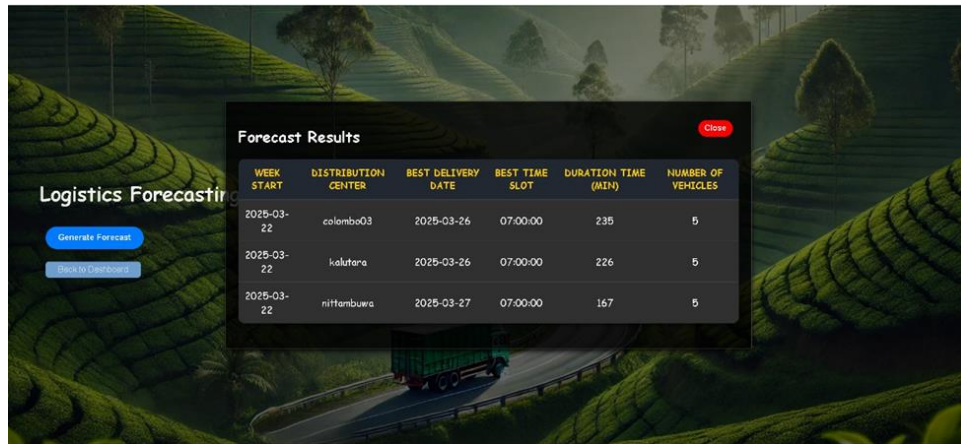 Logistics Forecasting
Generate Forecast
Back to Dashboard
Forecast Results
Close
WEEK START DISTRIBUTION CENTER BEST DELIVERY DATE BEST TIME SLOT DURATION TIME (MIN) NUMBER OF VEHICLES
2025-03-22 colombo03 2025-03-26 07:00:00 235 5
2025-03-22 kalutara 2025-03-26 07:00:00 226 5
2025-03-22 nittambuwa 2025-03-27 07:00:00 167 5